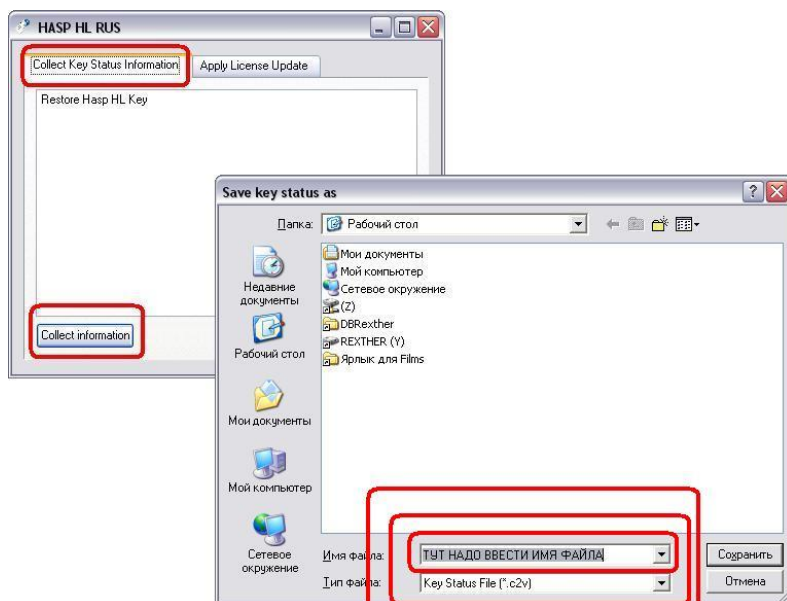 HASP HL RUS
Collect Key Status Information
Apply License Update
Restore Hasp HL Key
Collect information
Save key status as
Папка:
Рабочий стол
Недавние
документы
Рабочий стол
Мои документы
Мой компьютер
Сетевое
окружение
Мои документы
Мой компьютер
Сетевое окружение
(Z)
DBRexther
REXTHER (Y)
Ярлык для Films
Имя файла:
ТУТ НАДО ВВЕСТИ ИМЯ ФАЙЛА
Сохранить
Тип файла:
Key Status File (*.c2v)
Отмена